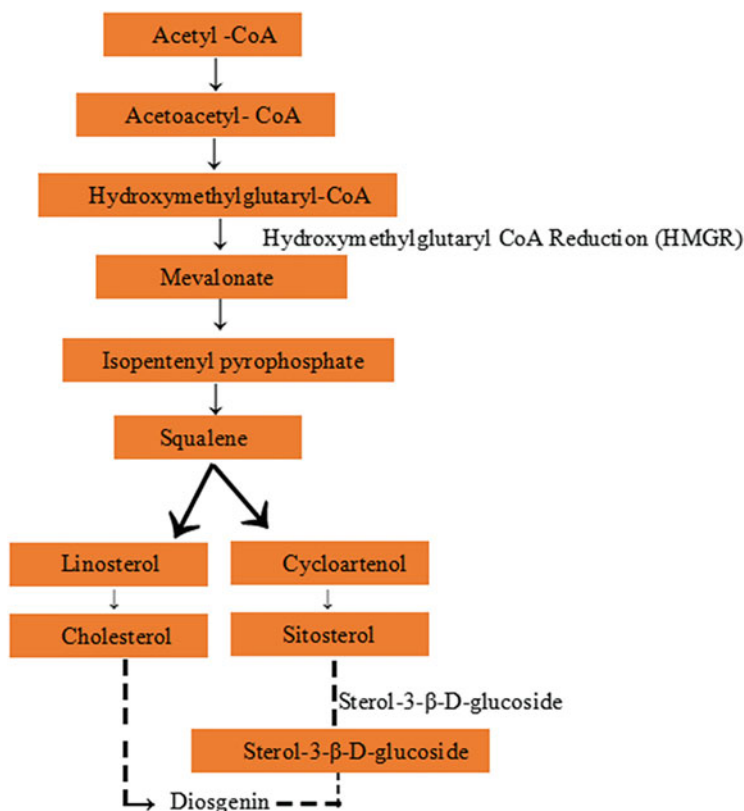 Acetyl -CoA
Acetoacetyl- CoA
Hydroxymethylglutaryl-CoA
Hydroxymethylglutaryl CoA Reduction (HMGR)
Mevalonate
Isopentenyl pyrophosphate
Squalene
Linosterol
Cycloartenol
Cholesterol
Sitosterol
Sterol-3-β-D-glucoside
Sterol-3-β-D-glucoside
Diosgenin